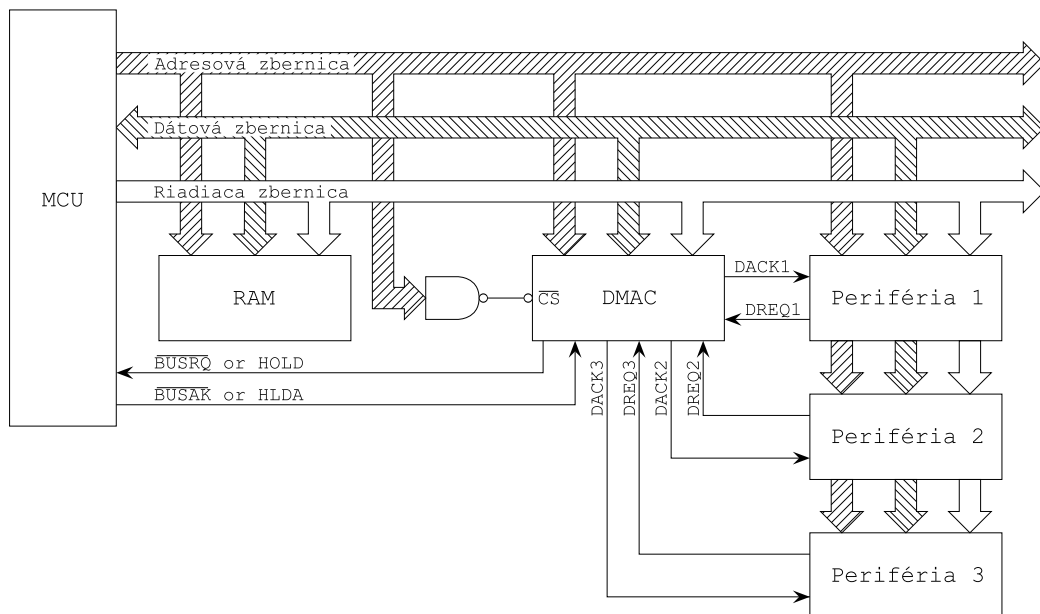 Adresová zbernica
Dátová zbernica
Riadiaca zbernica
MCU
RAM
CS
DMAC
DACK1
DREQ1
Periféria 1
BUSRQ or HOLD
BUSAK or HLDA
DACK3
DREQ3
DACK2
DREQ2
Periféria 2
Periféria 3